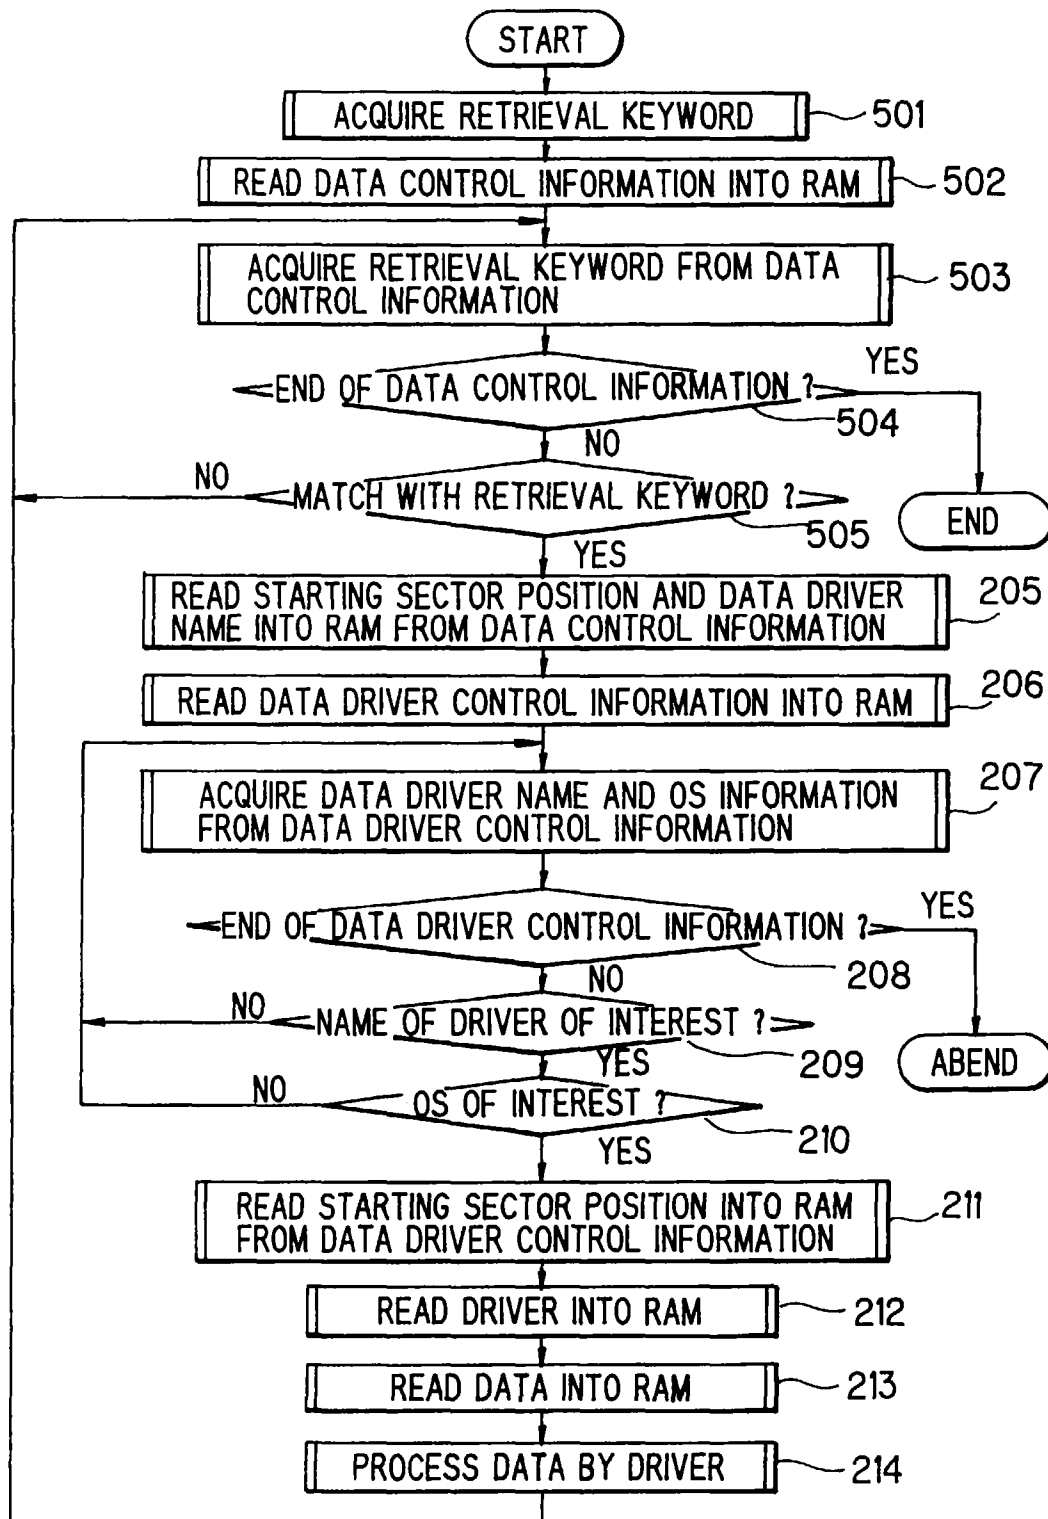 START
ACQUIRE RETRIEVAL KEYWORD
501
READ DATA CONTROL INFORMATION INTO RAM
502
ACQUIRE RETRIEVAL KEYWORD FROM DATA
CONTROL INFORMATION
503
YES
END OF DATA CONTROL INFORMATION ?
504
NO
NO
MATCH WITH RETRIEVAL KEYWORD ?
505
END
YES
READ STARTING SECTOR POSITION AND DATA DRIVER
NAME INTO RAM FROM DATA CONTROL INFORMATION
205
READ DATA DRIVER CONTROL INFORMATION INTO RAM
206
ACQUIRE DATA DRIVER NAME AND OS INFORMATION
FROM DATA DRIVER CONTROL INFORMATION
207
YES
END OF DATA DRIVER CONTROL INFORMATION ?
208
NO
NO
NAME OF DRIVER OF INTEREST ?
209
ABEND
YES
NO
OS OF INTEREST ?
210
YES
READ STARTING SECTOR POSITION INTO RAM
FROM DATA DRIVER CONTROL INFORMATION
211
READ DRIVER INTO RAM
212
READ DATA INTO RAM
213
PROCESS DATA BY DRIVER
214